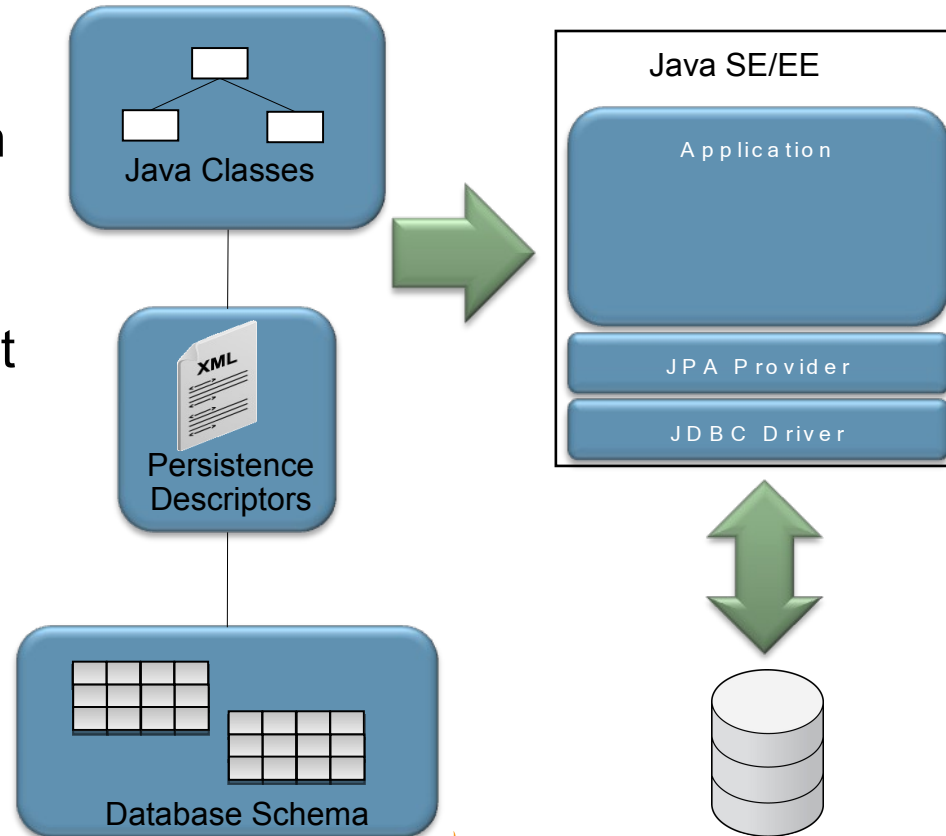 n
t
Java Classes
XML
Persistence
Descriptors
Database Schema
Java SE/EE
Application
JPA Provider
JDBC Driver